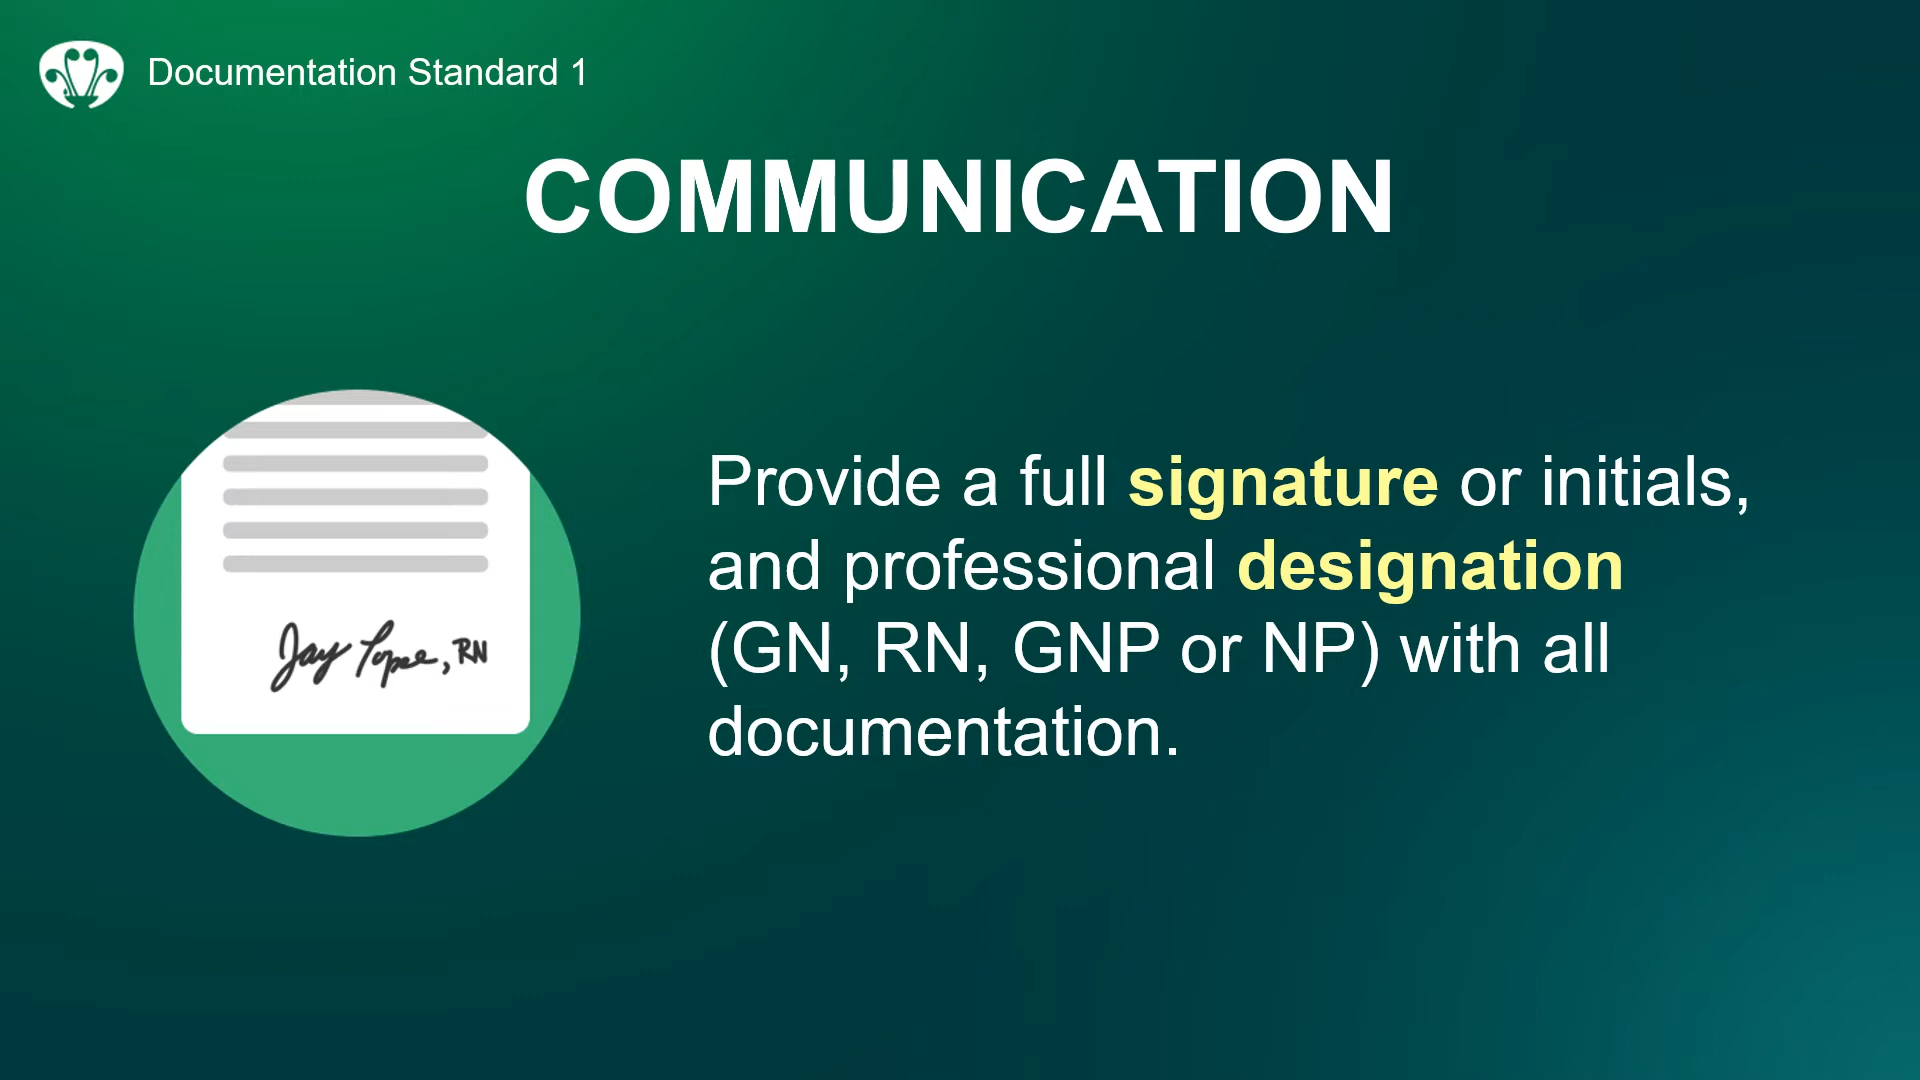 Documentation Standard 1
COMMUNICATION
Provide a full signature or initials,
and professional designation
(GN, RN, GNP or NP) with all
documentation.
Jay
, RN